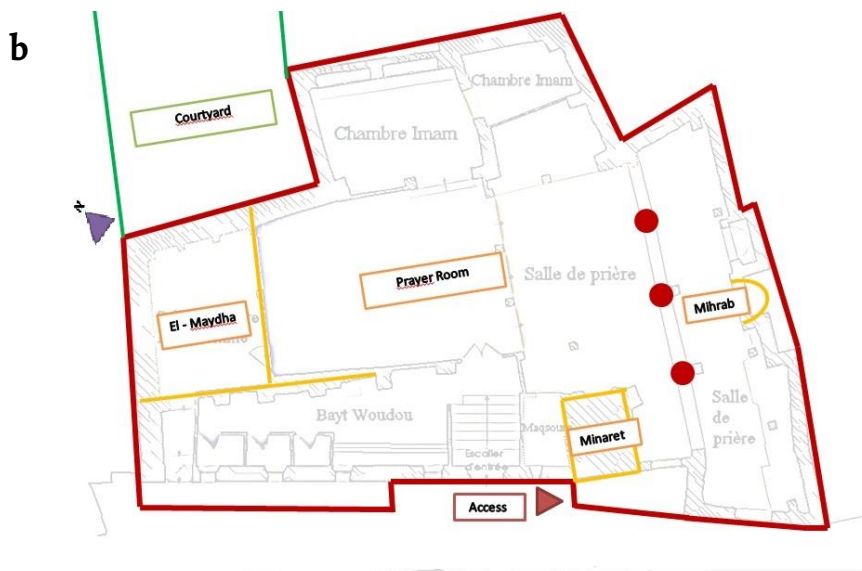 b
Chambre Imam
Courtyard
Chambre Imam
N
Prayer Room
Salle de prière
Mihrab
El - Maydha
Bayt Woudou
Salle
de
prière
Minaret
Escalier
d'entrée
Access